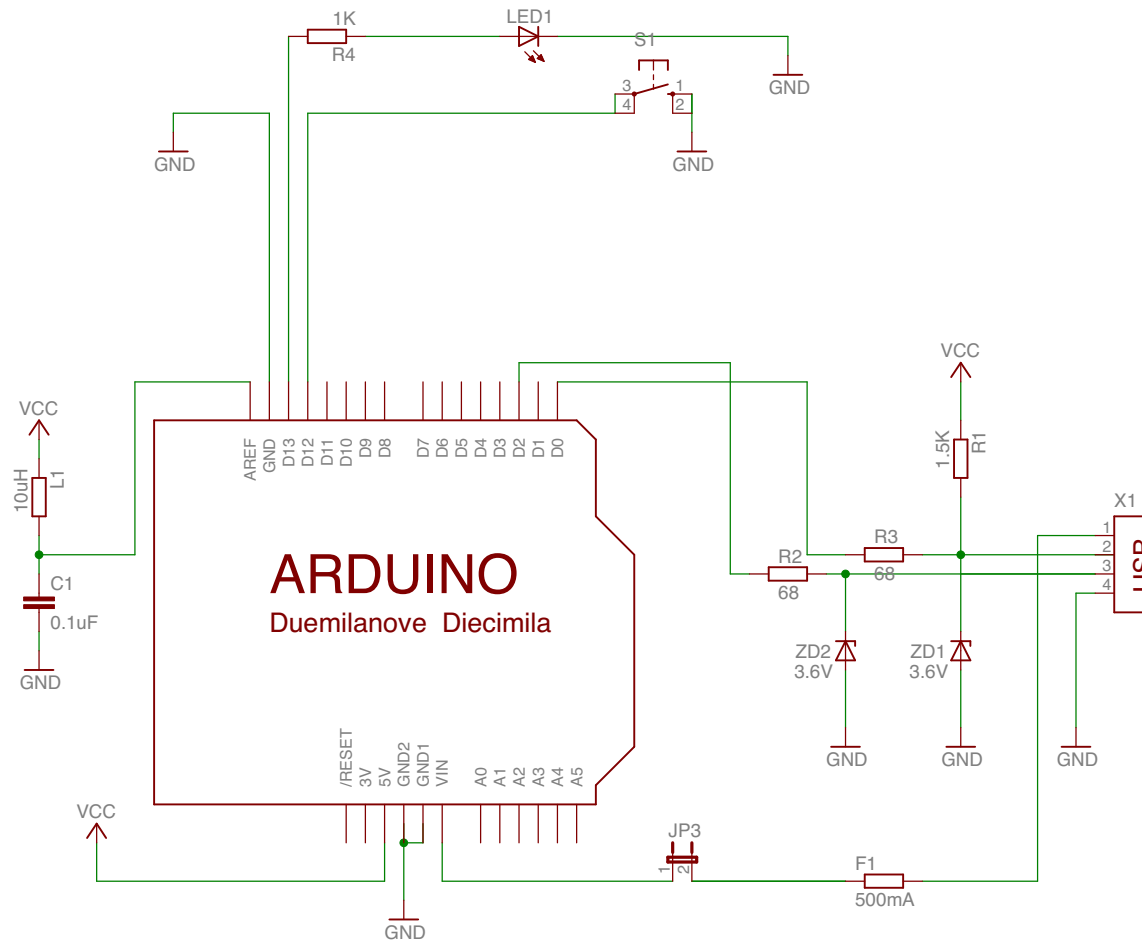 1K
LED1
R4
S1
3
1
4
2
GND
GND
GND
VCC
VCC
AREF
GND
D13
D12
D11
D10
D9
D8
D7
D6
D5
D4
D3
D2
D1
D0
10uH
L1
1.5K
R1
X1
1
2
3
4
USB
R3
68
R2
68
ARDUINO
Duemilanove Diecimila
C1
0.1uF
GND
ZD2
3.6V
ZD1
3.6V
GND
GND
GND
/RESET
3V
5V
GND2
GND1
VIN
A0
A1
A2
A3
A4
A5
VCC
JP3
1
2
F1
500mA
GND